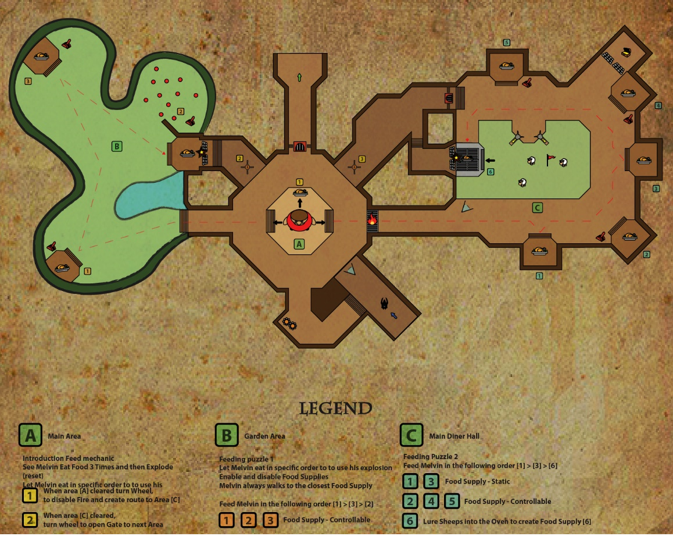 LEGEND
A Main Area
Introduction Feed mechanic
See Melvin Eat Food 3 Times and then Explode
(reset)
Let Melvin eat in specific order to to use his
1 When area [A] cleared turn Wheel,
to disable Fire and create route to Area [C]
2 When area [C] cleared,
turn wheel to open Gate to next Area
B Garden Area
Feeding puzzle 1
Let Melvin eat in specific order to to use his explosion
Enable and disable Food Supplies
Melvin always walks to the closest Food Supply
Feed Melvin in the following order [1] > [3] > [2]
1 2 3 Food Supply - Controllable
C Main Diner Hall
Feeding Puzzle 2
Feed Melvin in the following order [1] > [3] > [6]
1 3 Food Supply - Static
2 4 5 Food Supply - Controllable
6 Lure Sheeps into the Oven to create Food Supply [6]
A
B
C